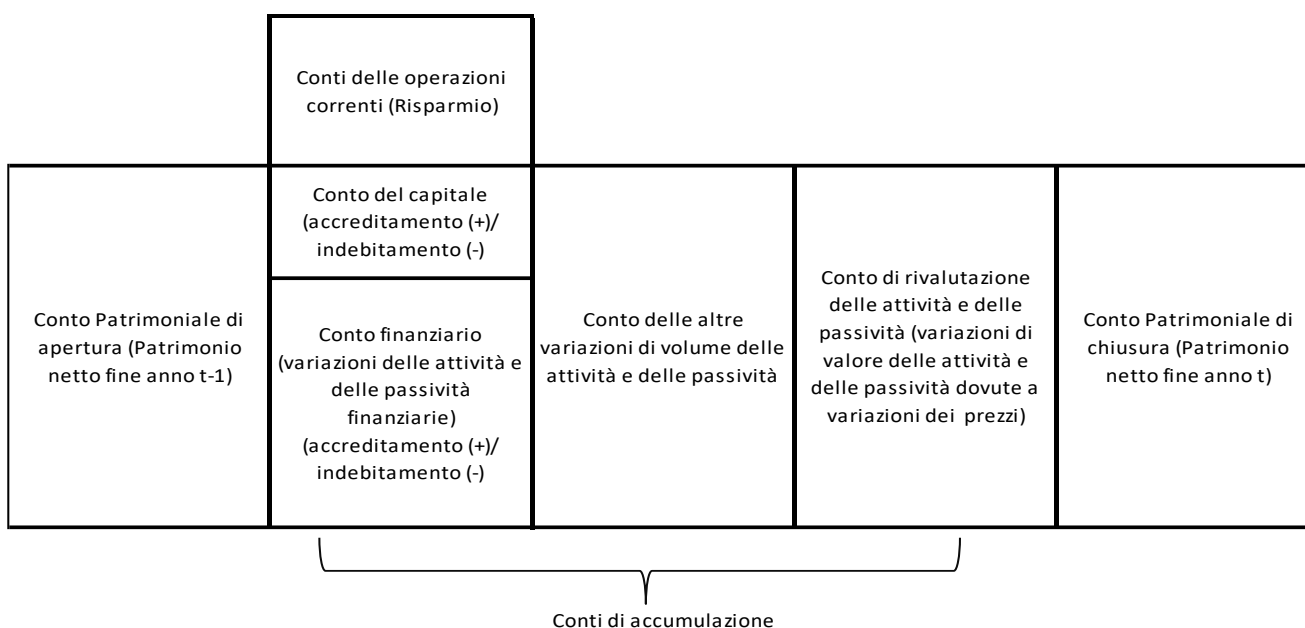 Conti delle operazioni
correnti (Risparmio)
Conto Patrimoniale di
apertura (Patrimonio
netto fine anno t-1)
Conto del capitale
(accreditamento (+)/
indebitamento (-)
Conto finanziario
(variazioni delle attività e
delle passività
finanziarie)
(accreditamento (+)/
indebitamento (-)
Conto delle altre
variazioni di volume delle
attività e delle passività
Conto di rivalutazione
delle attività e delle
passività (variazioni di
valore delle attività e
delle passività dovute a
variazioni dei prezzi)
Conto Patrimoniale di
chiusura (Patrimonio
netto fine anno t)
Conti di accumulazione